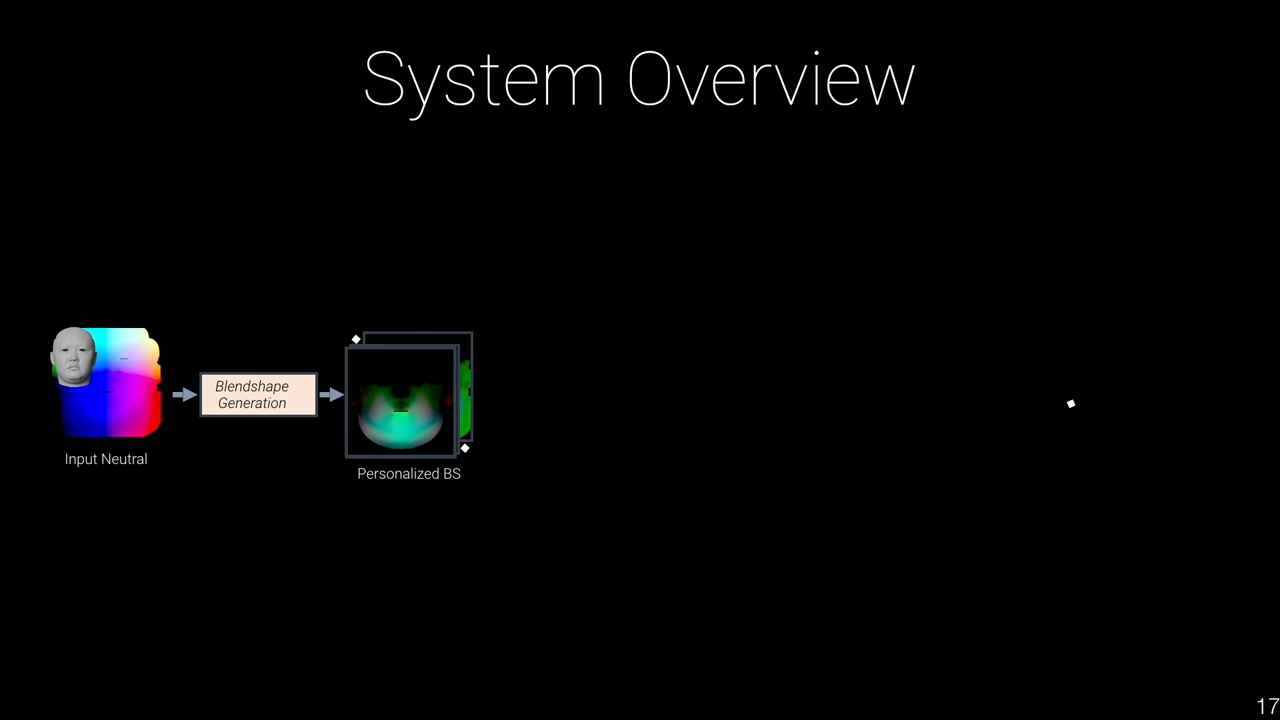 System Overview
Blendshape
Generation
Input Neutral
Personalized BS
17